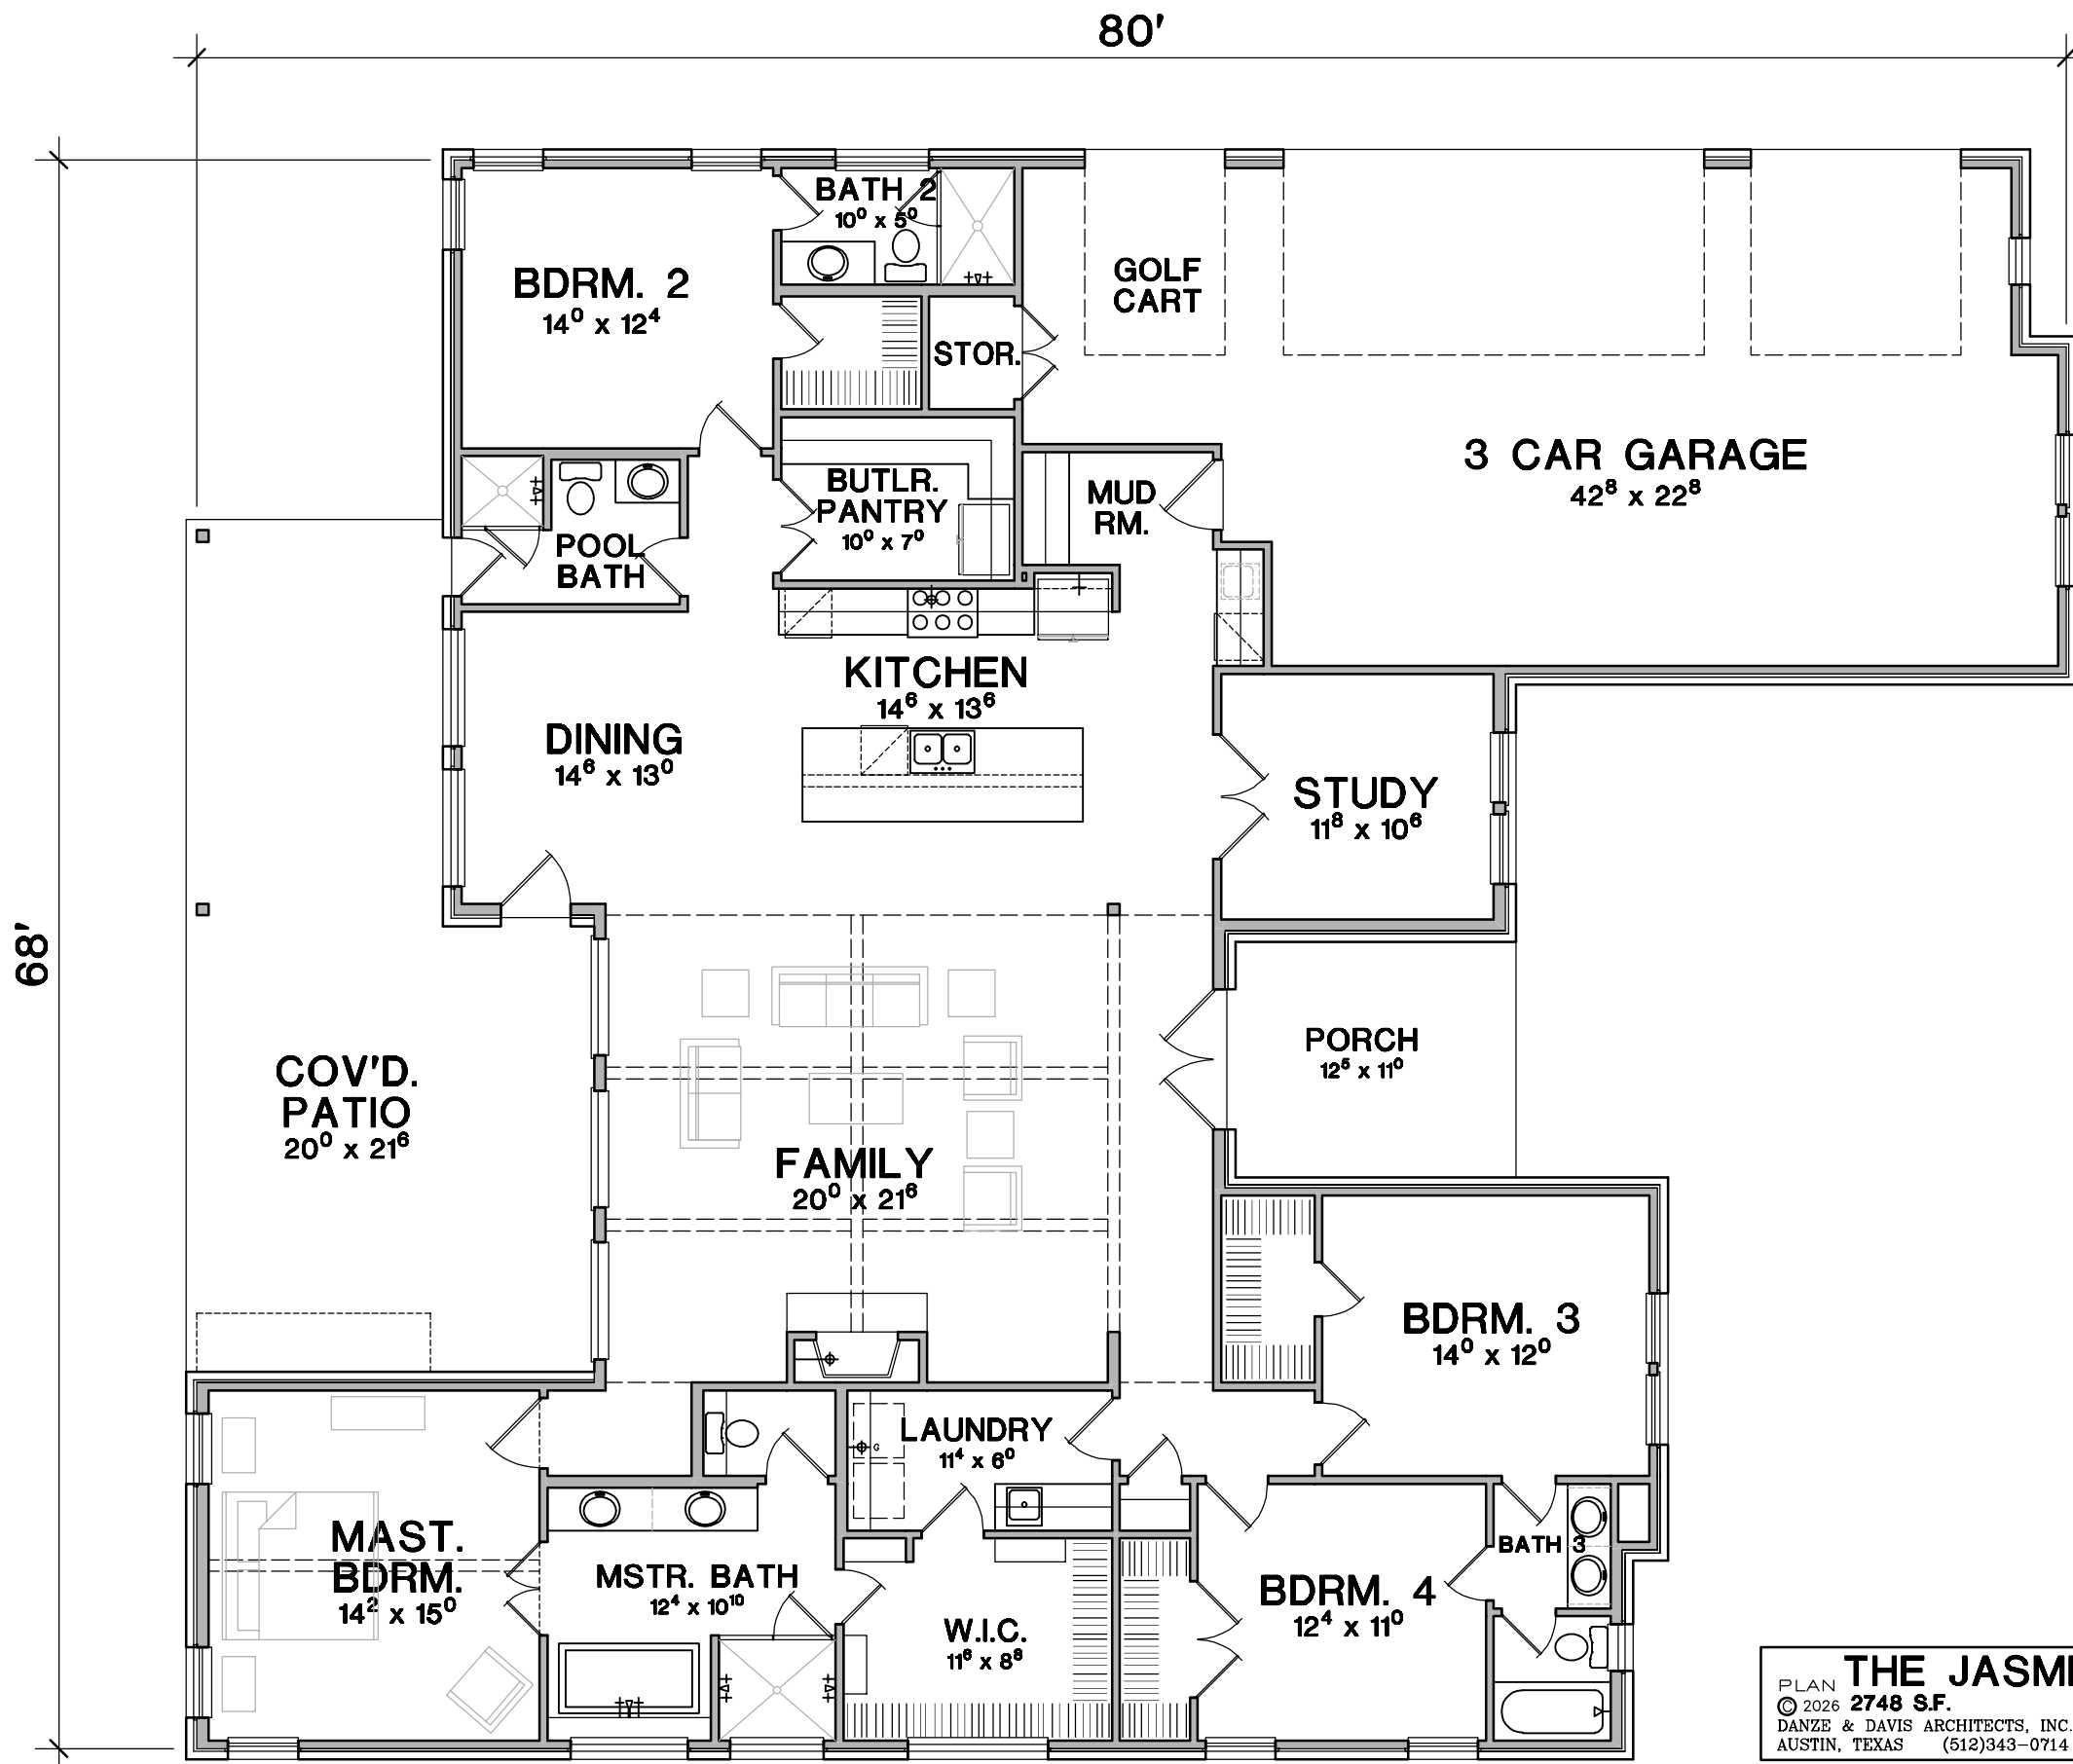 80'
68'
BATH 2
10⁰ x 5⁰
BDRM. 2
14⁰ x 12⁴
GOLF
CART
STOR.
3 CAR GARAGE
42⁸ x 22⁸
BUTLR.
PANTRY
10⁰ x 7⁰
MUD
RM.
POOL
BATH
KITCHEN
14⁶ x 13⁶
DINING
14⁶ x 13⁰
STUDY
11⁸ x 10⁶
PORCH
12⁵ x 11⁰
COV'D.
PATIO
20⁰ x 21⁶
FAMILY
20⁰ x 21⁶
BDRM. 3
14⁰ x 12⁰
LAUNDRY
11⁴ x 6⁰
G
MAST.
BDRM.
14² x 15⁰
MSTR. BATH
12⁴ x 10¹⁰
BATH 3
BDRM. 4
12⁴ x 11⁰
W.I.C.
11⁶ x 8⁸
PLAN THE
© 2026 2748 S.F.
DANZE & DAVIS ARCHITECTS, INC.
AUSTIN, TEXAS (512)343-0714